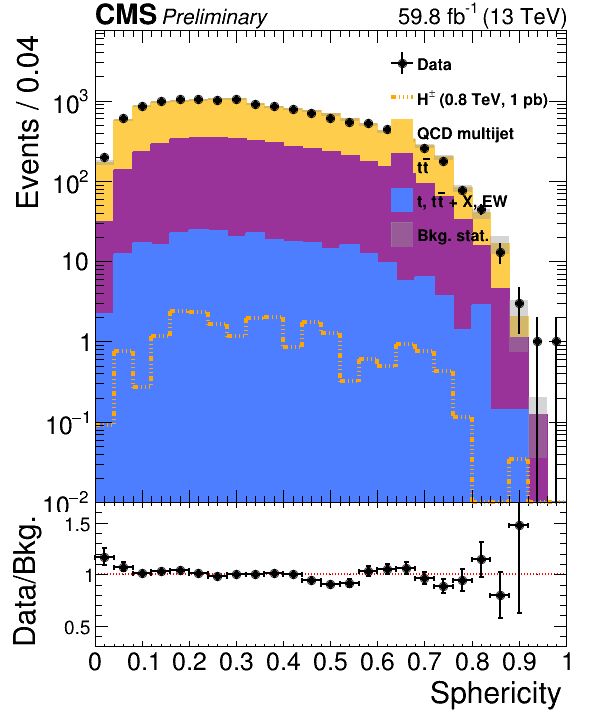 CMS Preliminary 59.8 fb⁻¹ (13 TeV)
Events / 0.04
10³
10²
10
1
10⁻¹
10⁻²
Data
H± (0.8 TeV, 1 pb)
QCD multijet
tt̅
t, tt̅ + X, EW
Bkg. stat.
Data/Bkg.
1.5
1
0.5
0 0.1 0.2 0.3 0.4 0.5 0.6 0.7 0.8 0.9 1
Sphericity